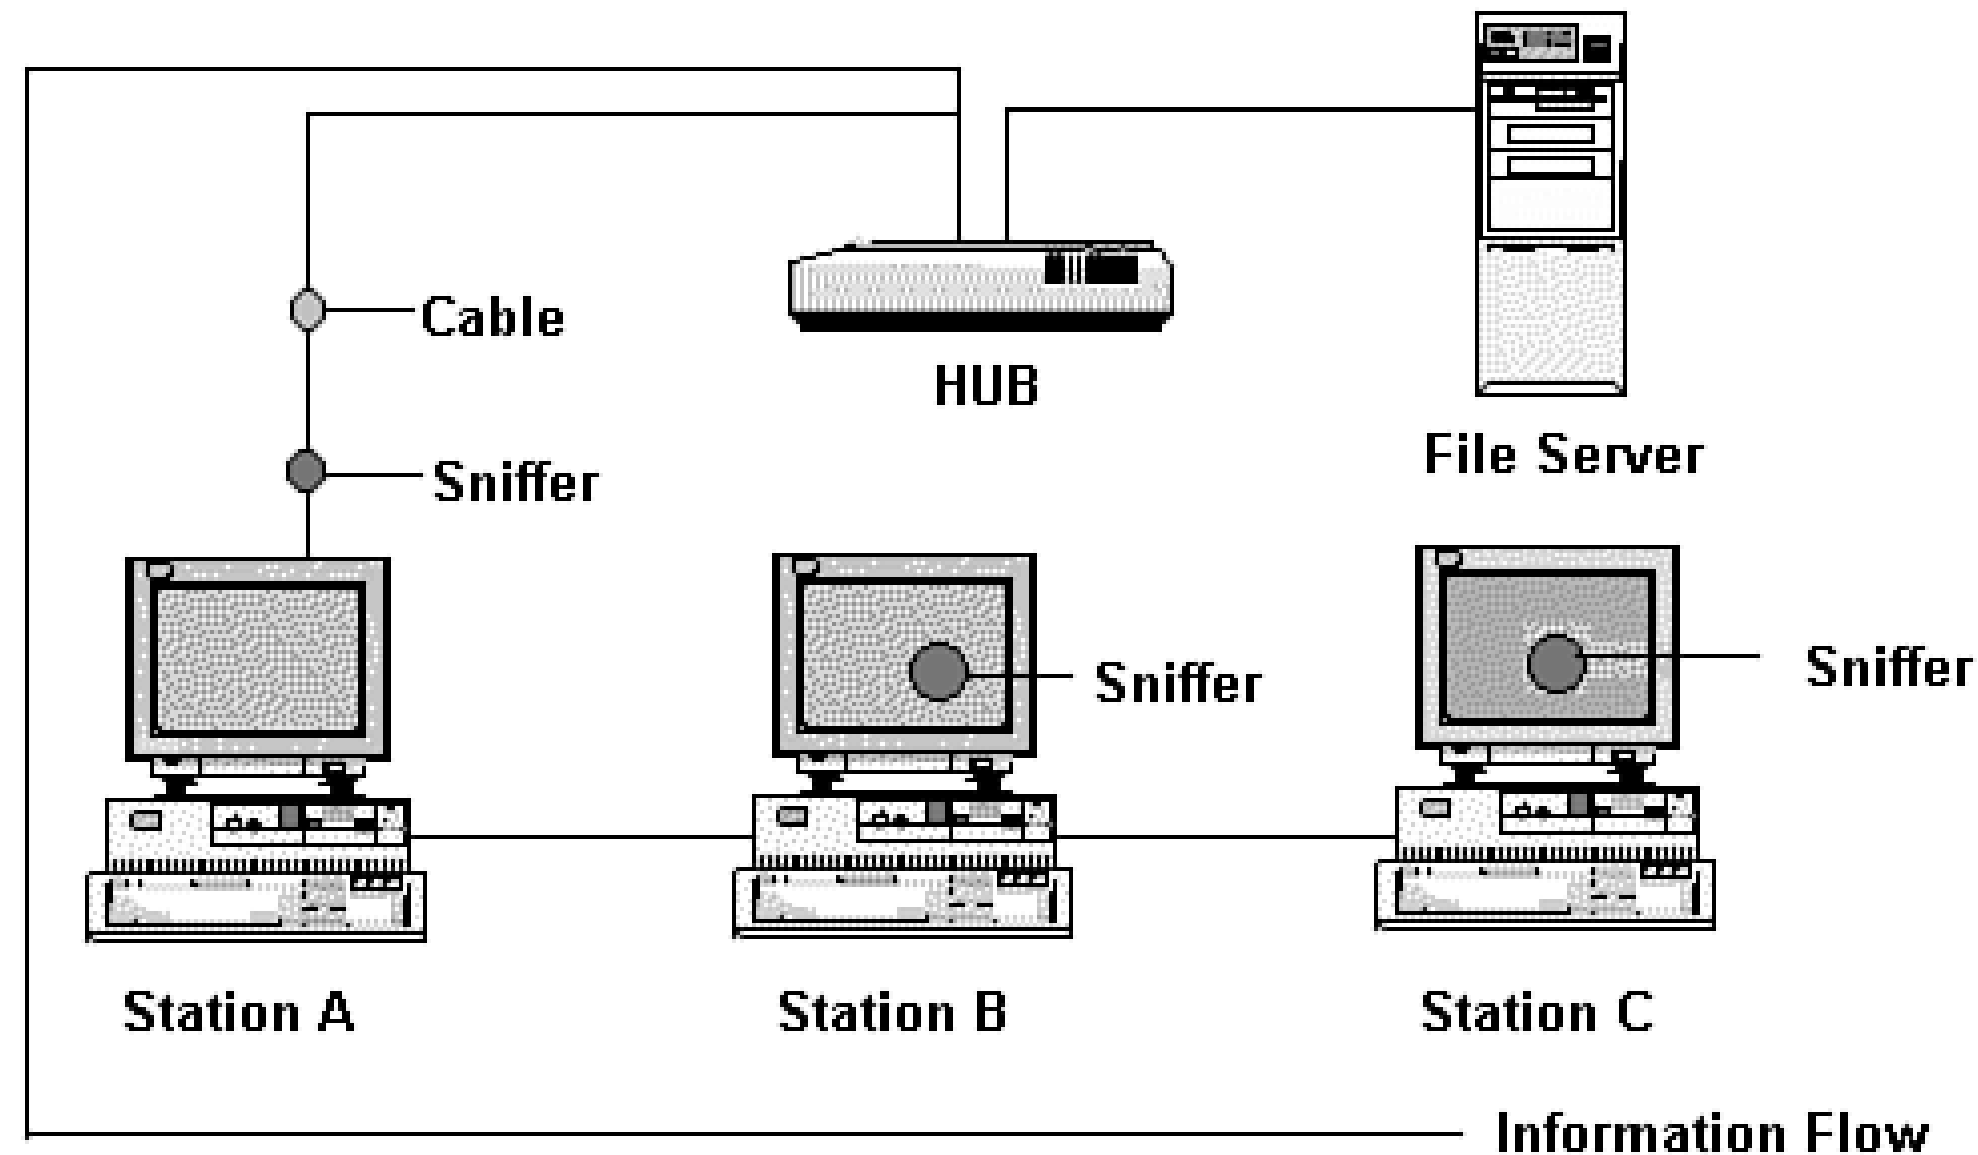 Cable
HUB
File Server
Sniffer
Sniffer
Sniffer
Station A
Station B
Station C
Information Flow